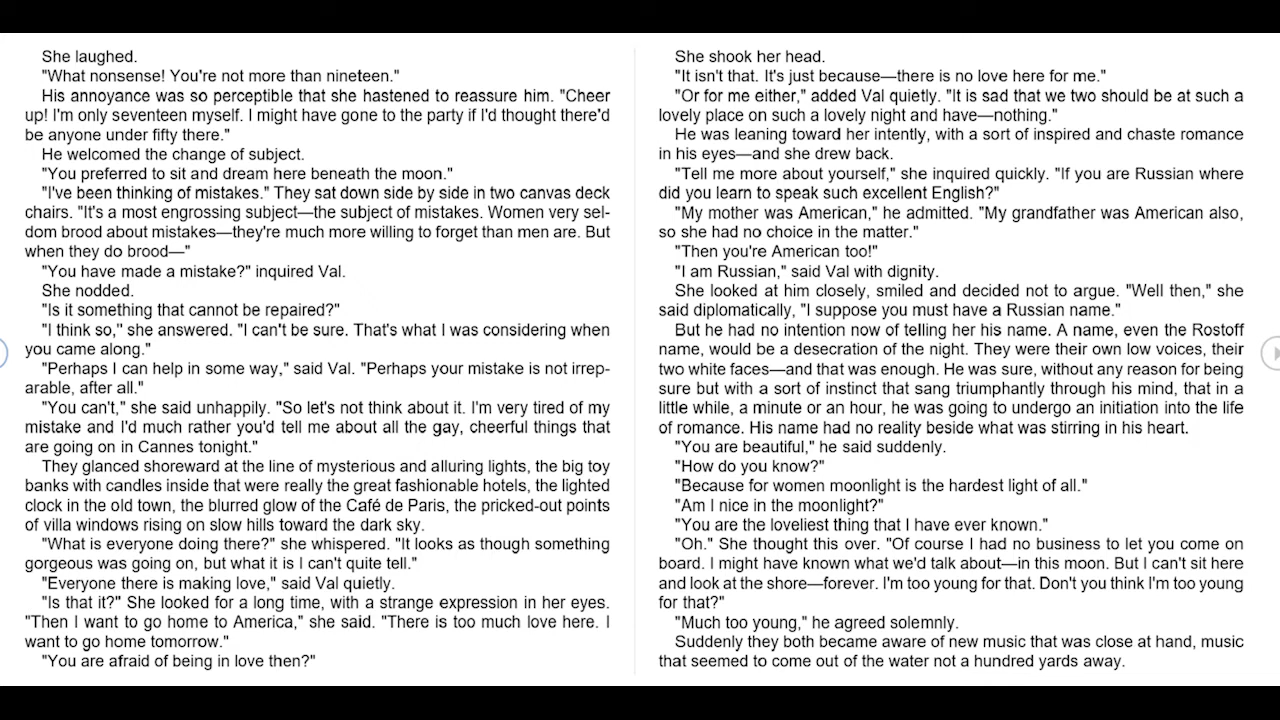 She laughed.
"What nonsense! You're not more than nineteen."
His annoyance was so perceptible that she hastened to reassure him. "Cheer
up! I'm only seventeen myself. I might have gone to the party if I'd thought there'd
be anyone under fifty there."
He welcomed the change of subject.
"You preferred to sit and dream here beneath the moon."
"I've been thinking of mistakes." They sat down side by side in two canvas deck
chairs. "It's a most engrossing subject—the subject of mistakes. Women very sel-
dom brood about mistakes—they're much more willing to forget than men are. But
when they do brood—"
"You have made a mistake?" inquired Val.
She nodded.
"Is it something that cannot be repaired?"
"I think so," she answered. "I can't be sure. That's what I was considering when
you came along."
"Perhaps I can help in some way," said Val. "Perhaps your mistake is not irrep-
arable, after all."
"You can't," she said unhappily. "So let's not think about it. I'm very tired of my
mistake and I'd much rather you'd tell me about all the gay, cheerful things that
are going on in Cannes tonight."
They glanced shoreward at the line of mysterious and alluring lights, the big toy
banks with candles inside that were really the great fashionable hotels, the lighted
clock in the old town, the blurred glow of the Café de Paris, the pricked-out points
of villa windows rising on slow hills toward the dark sky.
"What is everyone doing there?" she whispered. "It looks as though something
gorgeous was going on, but what it is I can't quite tell."
"Everyone there is making love," said Val quietly.
"Is that it?" She looked for a long time, with a strange expression in her eyes.
"Then I want to go home to America," she said. "There is too much love here. I
want to go home tomorrow."
"You are afraid of being in love then?"
She shook her head.
"It isn't that. It's just because—there is no love here for me."
"Or for me either," added Val quietly. "It is sad that we two should be at such a
lovely place on such a lovely night and have—nothing."
He was leaning toward her intently, with a sort of inspired and chaste romance
in his eyes—and she drew back.
"Tell me more about yourself," she inquired quickly. "If you are Russian where
did you learn to speak such excellent English?"
"My mother was American," he admitted. "My grandfather was American also,
so she had no choice in the matter."
"Then you're American too!"
"I am Russian," said Val with dignity.
She looked at him closely, smiled and decided not to argue. "Well then," she
said diplomatically, "I suppose you must have a Russian name."
But he had no intention now of telling her his name. A name, even the Rostoff
name, would be a desecration of the night. They were their own low voices, their
two white faces—and that was enough. He was sure, without any reason for being
sure but with a sort of instinct that sang triumphantly through his mind, that in a
little while, a minute or an hour, he was going to undergo an initiation into the life
of romance. His name had no reality beside what was stirring in his heart.
"You are beautiful," he said suddenly.
"How do you know?"
"Because for women moonlight is the hardest light of all."
"Am I nice in the moonlight?"
"You are the loveliest thing that I have ever known."
"Oh." She thought this over. "Of course I had no business to let you come on
board. I might have known what we'd talk about—in this moon. But I can't sit here
and look at the shore—forever. I'm too young for that. Don't you think I'm too young
for that?"
"Much too young," he agreed solemnly.
Suddenly they both became aware of new music that was close at hand, music
that seemed to come out of the water not a hundred yards away.